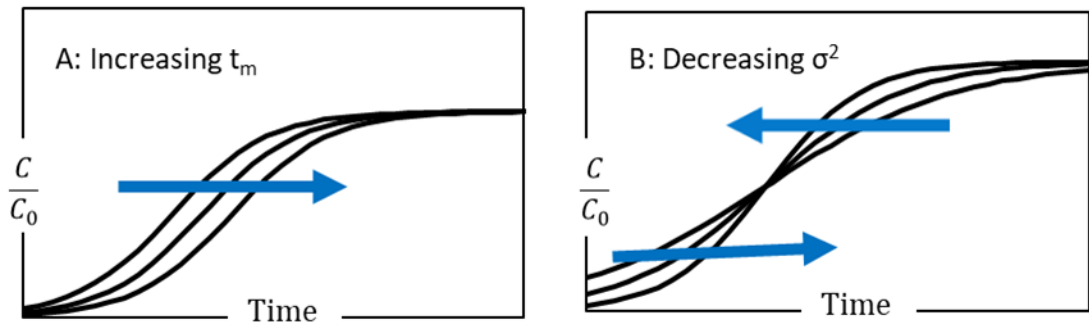 A: Increasing tₘ
C
C₀
Time
B: Decreasing σ²
C
C₀
Time